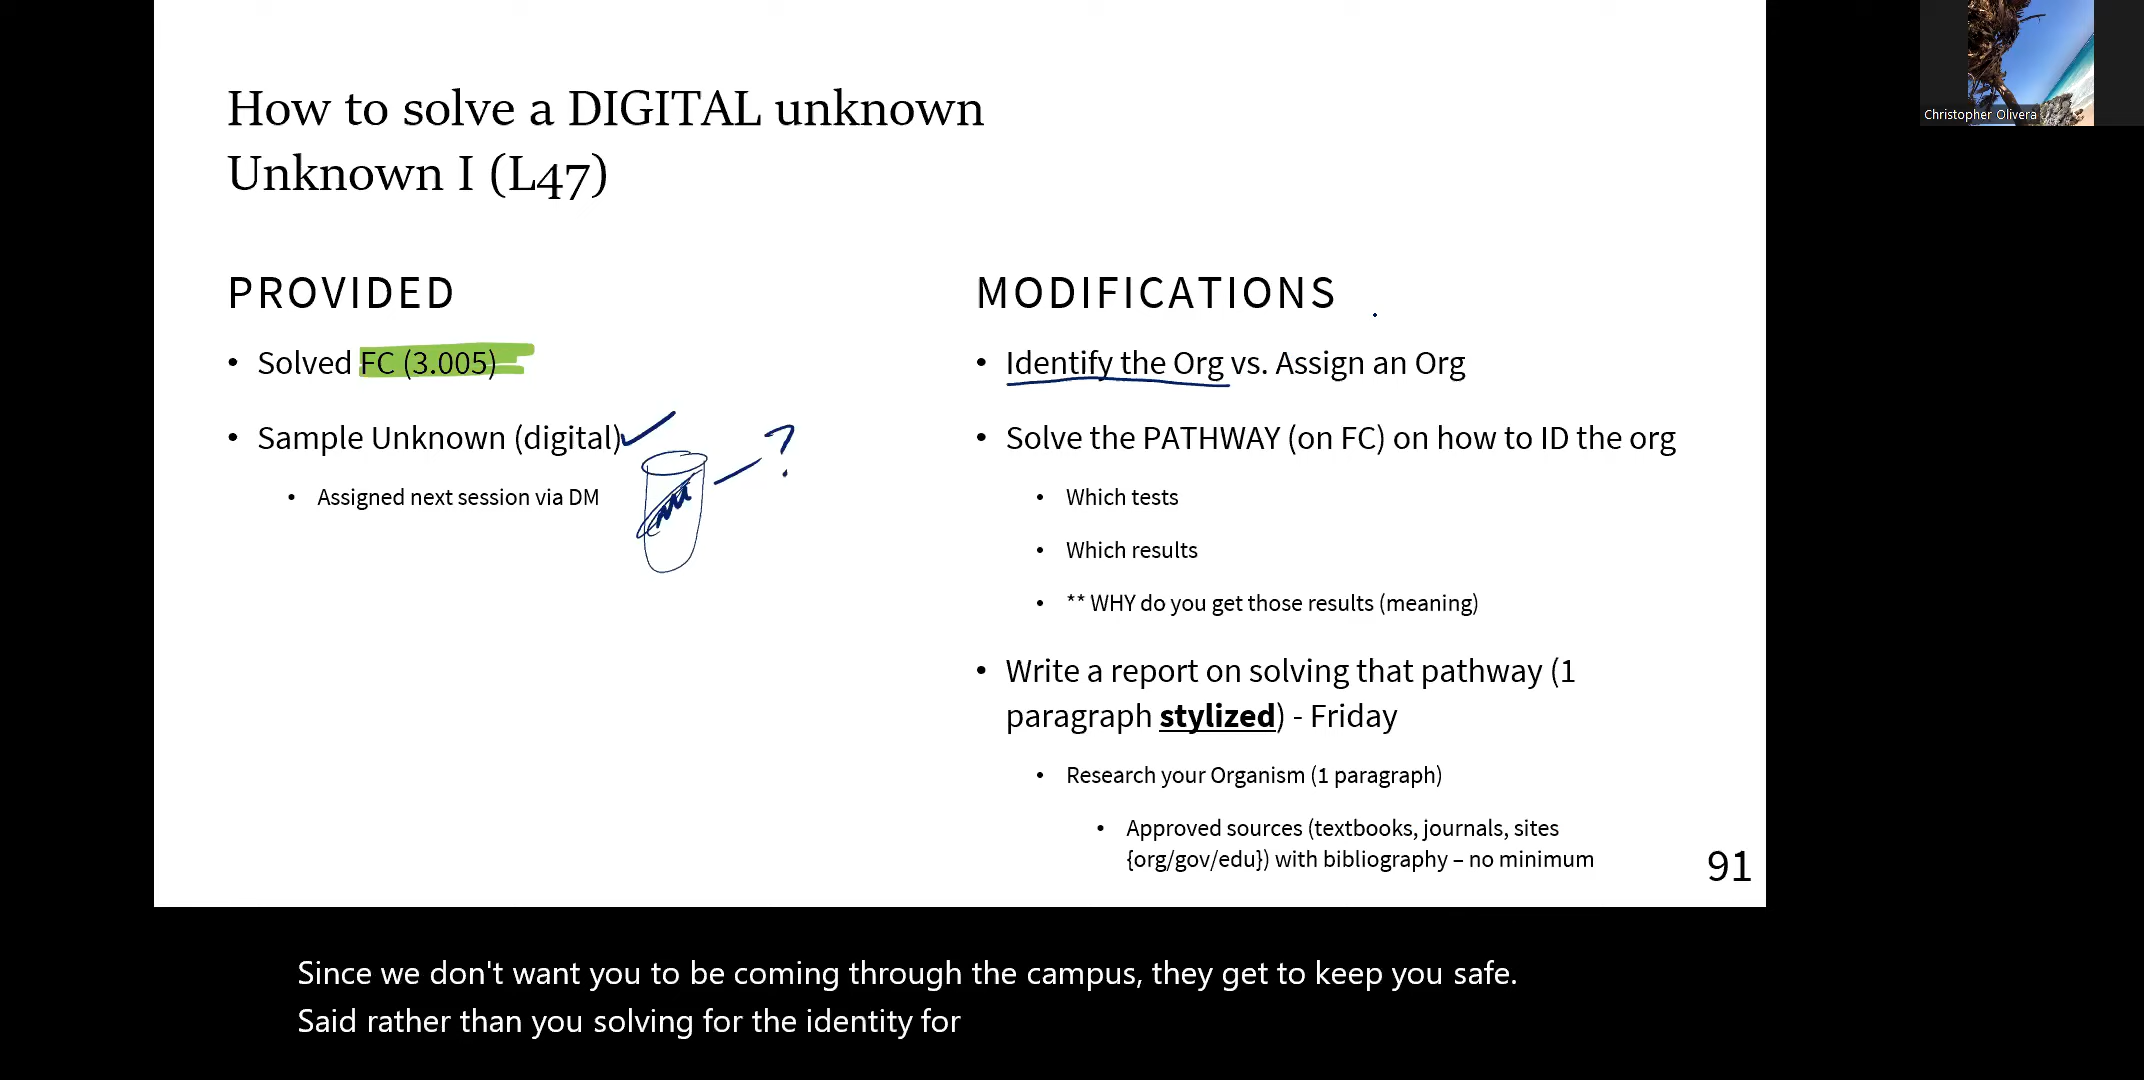 How to solve a DIGITAL unknown
Unknown I (L47)
PROVIDED
• Solved FC (3.005)
• Sample Unknown (digital)
• Assigned next session via DM
?
MODIFICATIONS
• Identify the Org vs. Assign an Org
• Solve the PATHWAY (on FC) on how to ID the org
• Which tests
• Which results
• ** WHY do you get those results (meaning)
• Write a report on solving that pathway (1
paragraph stylized) - Friday
• Research your Organism (1 paragraph)
• Approved sources (textbooks, journals, sites
{org/gov/edu}) with bibliography – no minimum
91
Christopher Olivera
Since we don't want you to be coming through the campus, they get to keep you safe.
Said rather than you solving for the identity for